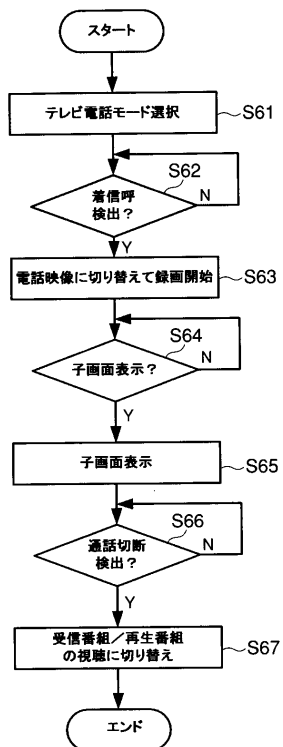 スタート
テレビ電話モード選択
S61
S62
着信呼
検出？
N
Y
電話映像に切り替えて録画開始
S63
S64
子画面表示？
N
Y
子画面表示
S65
S66
通話切断
検出？
N
Y
受信番組／再生番組
の視聴に切り替え
S67
エンド